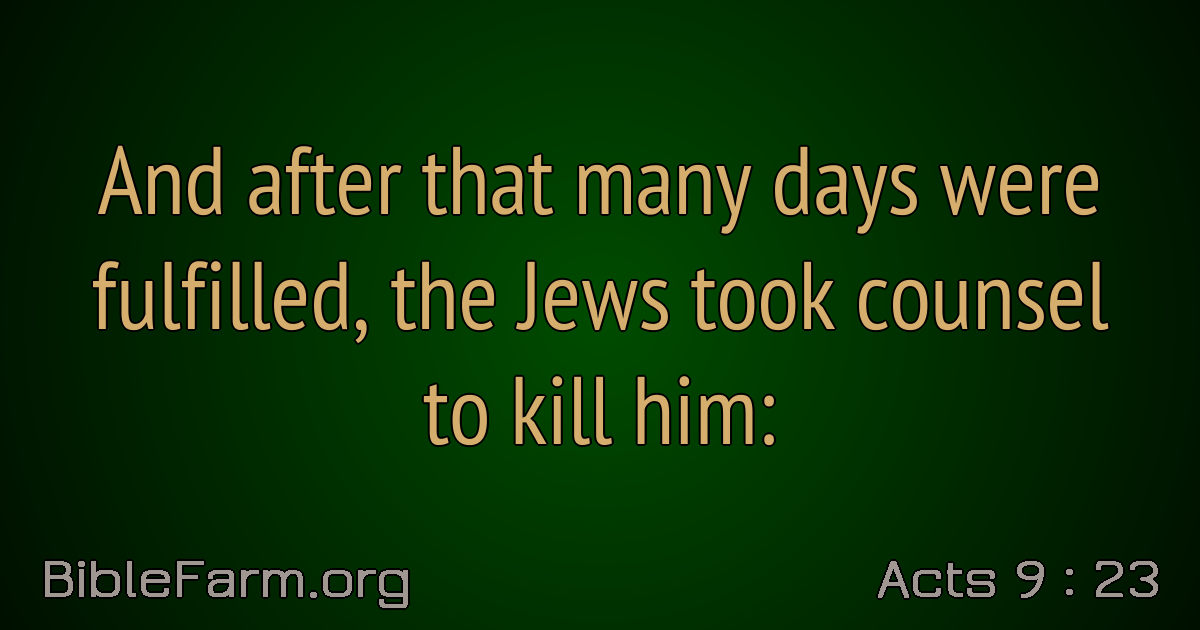 And after that many days were
fulfilled, the Jews took counsel
to kill him:
BibleFarm.org
Acts 9 : 23